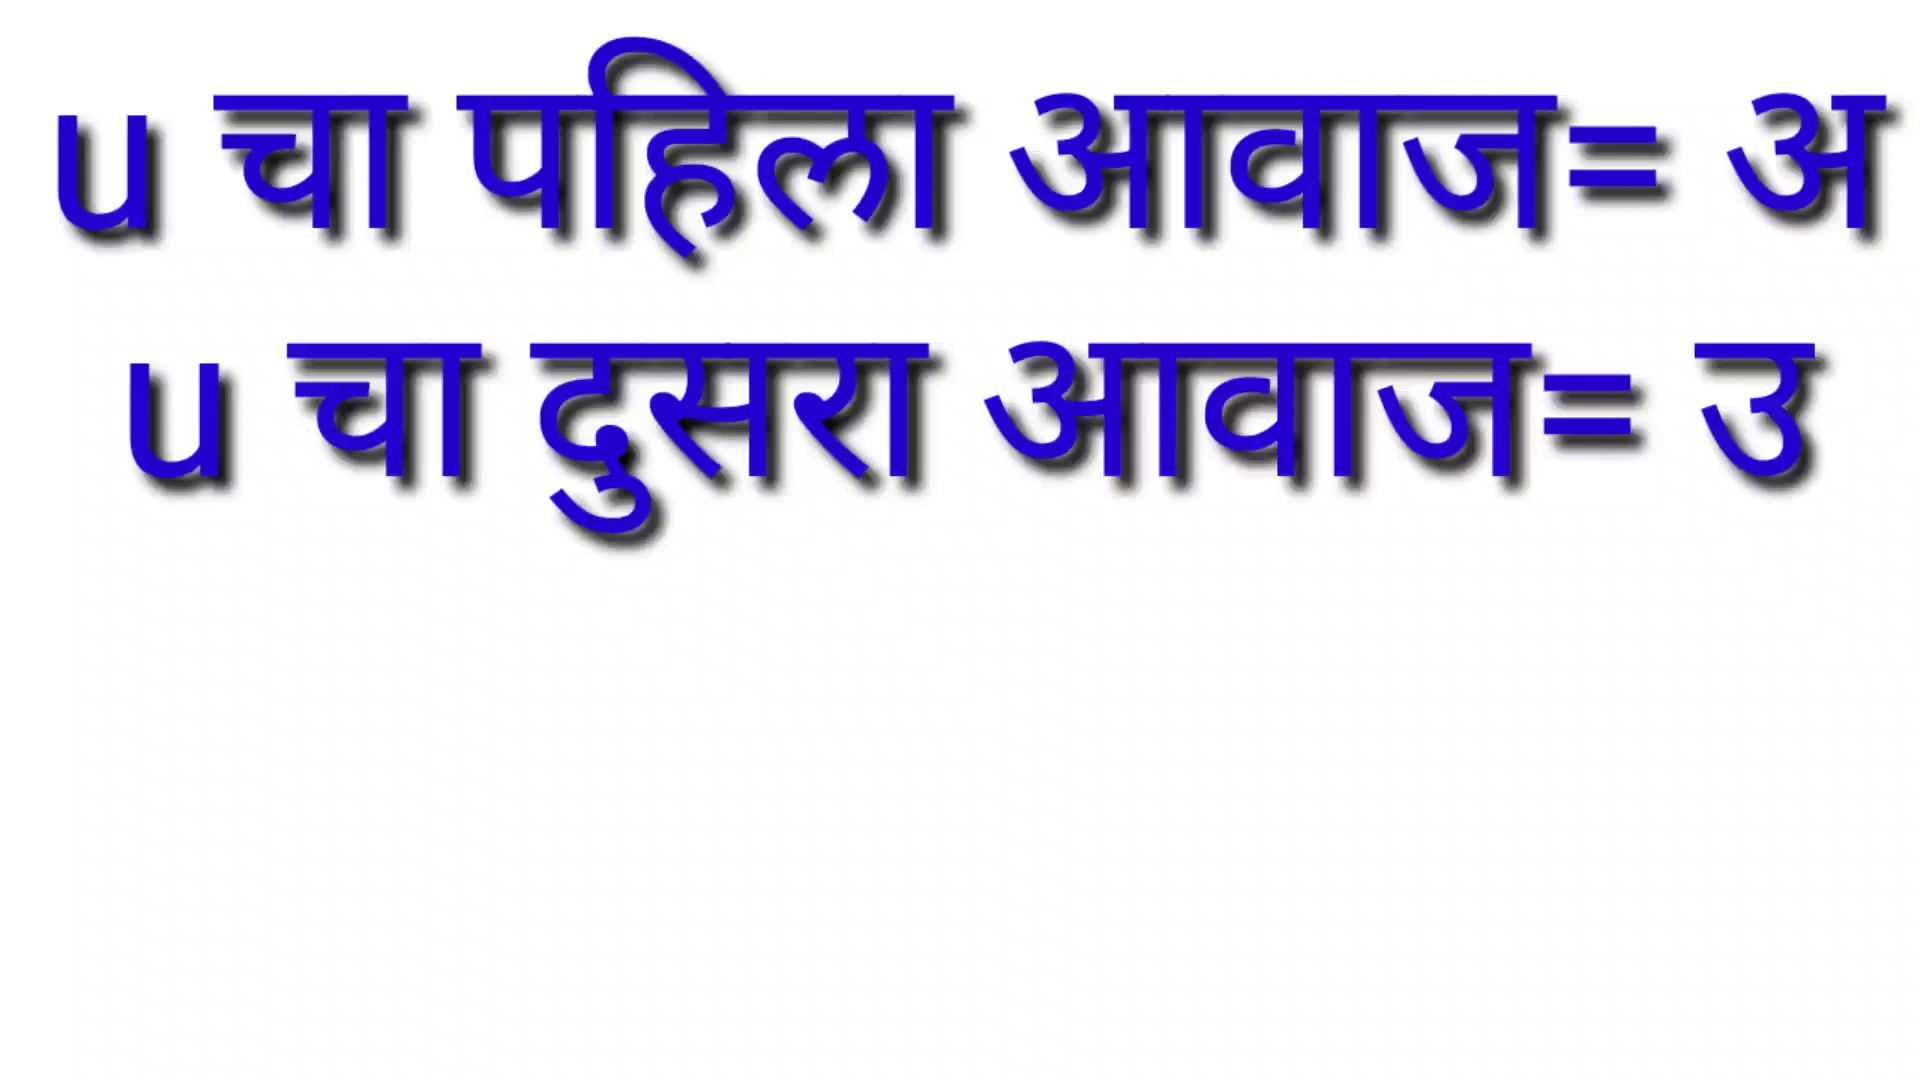 u चा पहिला आवाज= अ
u चा दुसरा आवाज= उ